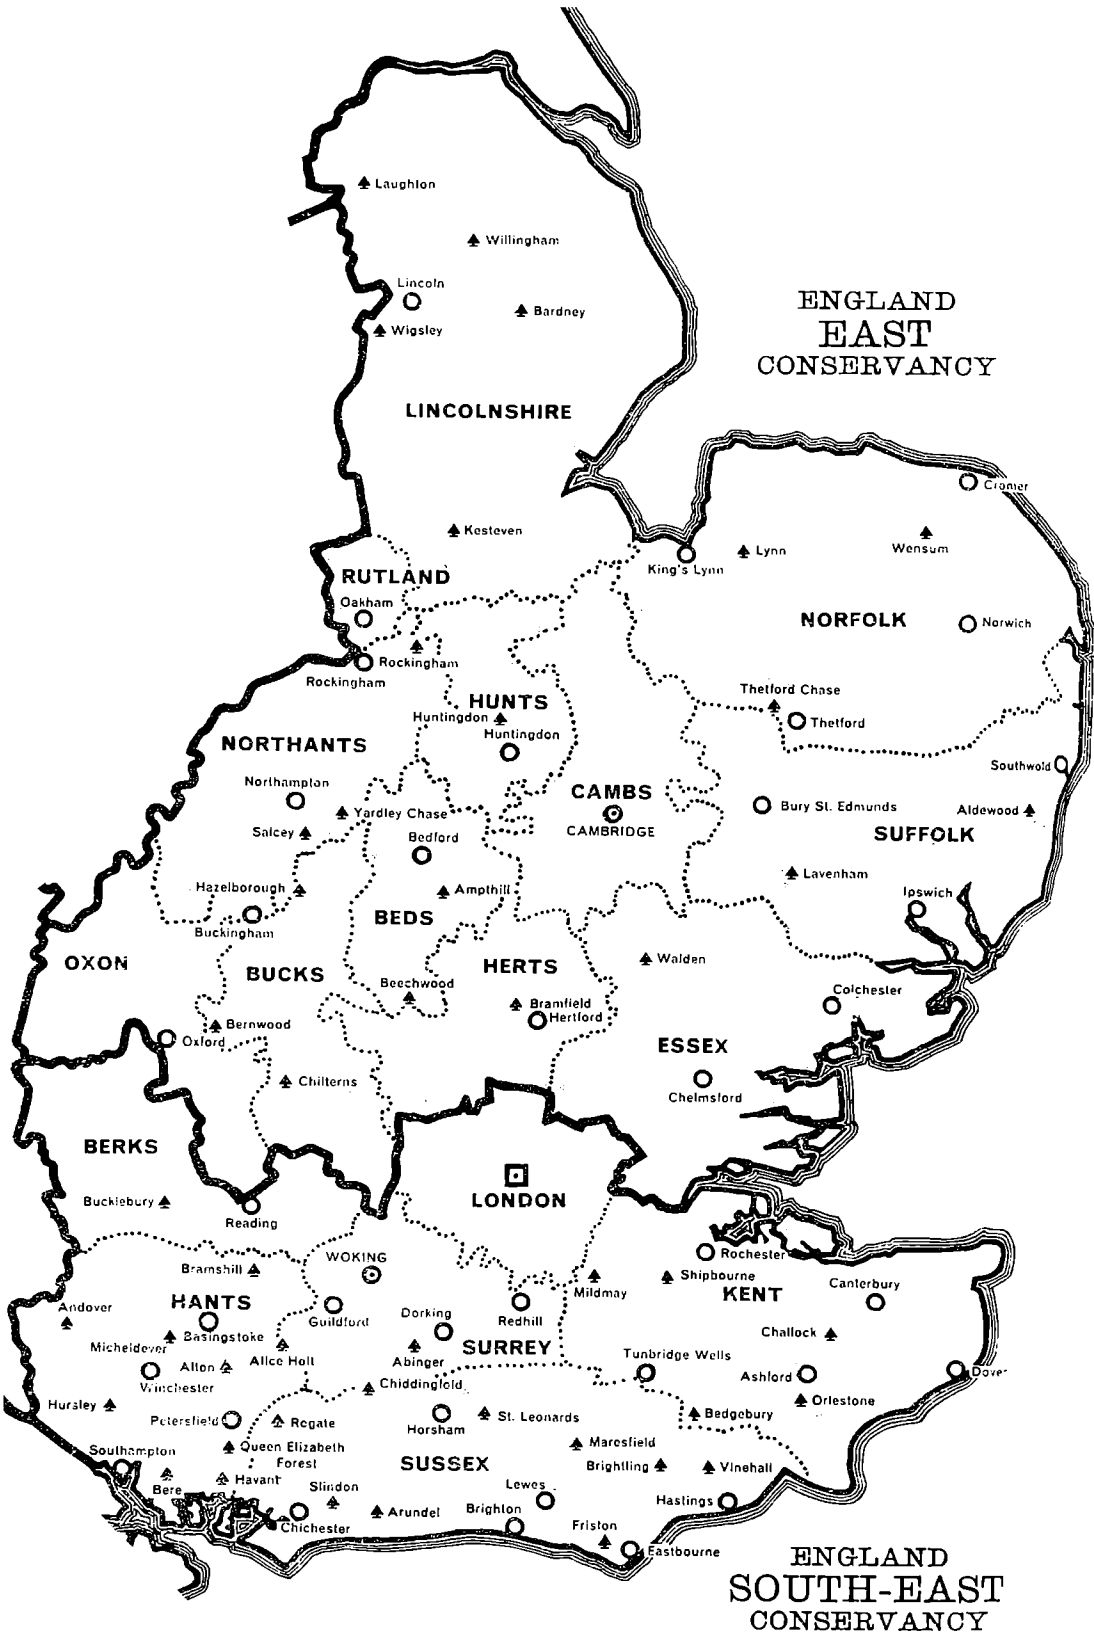 Laughton
Willingham
Lincoln
Bardney
Wigsley
ENGLAND
EAST
CONSERVANCY
LINCOLNSHIRE
Cromer
Kesteven
Lynn
Wensum
King's Lynn
RUTLAND
Oakham
NORFOLK
Norwich
Rockingham
Rockingham
Thetford Chase
HUNTS
Huntingdon
Thetford
Huntingdon
NORTHANTS
Southwold
Northampton
CAMBS
Yardley Chase
Bury St. Edmunds
Aldewood
Salcey
Bedford
CAMBRIDGE
SUFFOLK
Lavenham
Hazelborough
Ampthill
Ipswich
BEDS
Buckingham
OXON
BUCKS
HERTS
Walden
Beechwood
Colchester
Bramfield
Hertford
Bernwood
Oxford
ESSEX
Chilterns
Chelmsford
BERKS
LONDON
Bucklebury
Reading
WOKING
Rochester
Bramshill
Shipbourne
Canterbury
Mildmay
KENT
HANTS
Andover
Guildford
Dorking
Redhill
Basingstoke
Challock
Micheldever
SURREY
Alice Holt
Abinger
Tunbridge Wells
Alton
Ashford
Dover
Winchester
Chiddingfold
Orlestone
Hursley
Petersfield
Rogate
St. Leonards
Bedgebury
Horsham
Southampton
Queen Elizabeth
Forest
Maresfield
SUSSEX
Brightling
Vinehall
Havant
Bere
Slindon
Lewes
Hastings
Arundel
Brighton
Chichester
Friston
Eastbourne
ENGLAND
SOUTH-EAST
CONSERVANCY